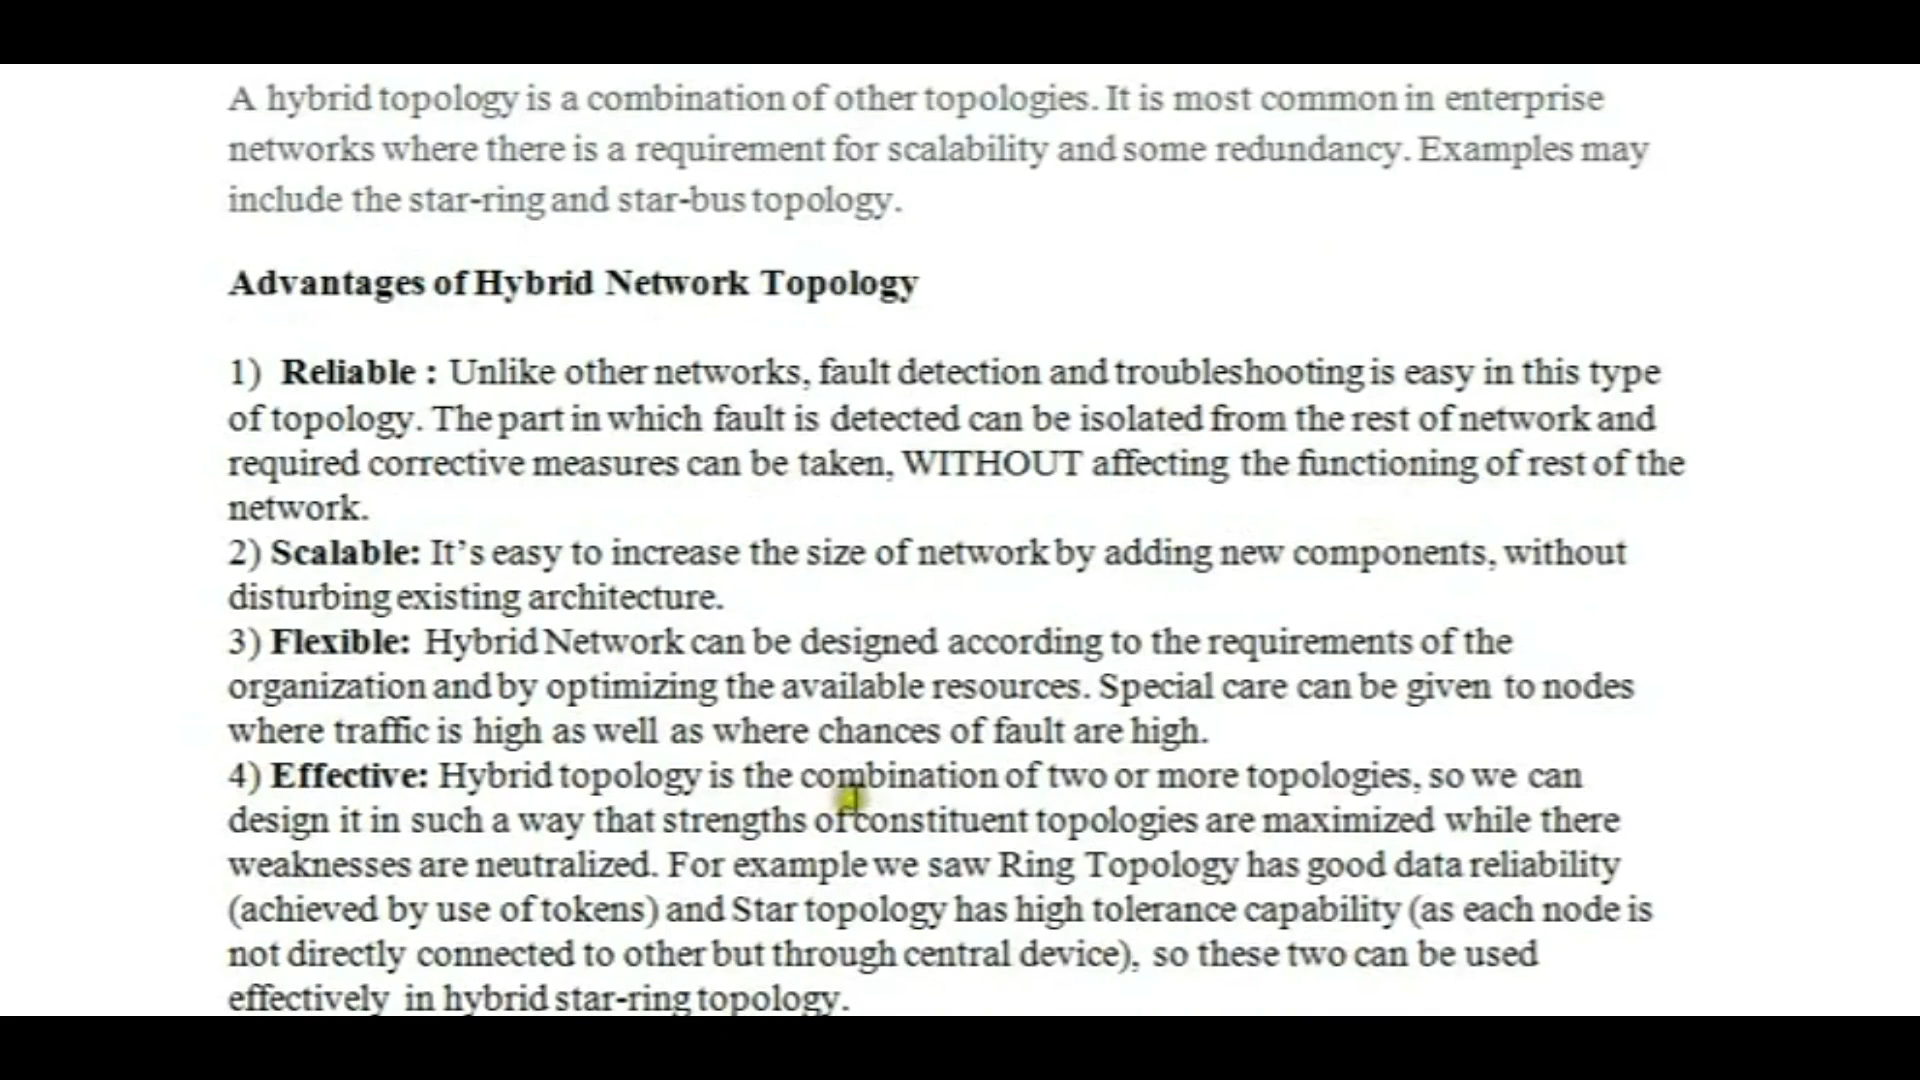 A hybrid topology is a combination of other topologies. It is most common in enterprise
networks where there is a requirement for scalability and some redundancy. Examples may
include the star-ring and star-bus topology.
Advantages of Hybrid Network Topology
1) Reliable : Unlike other networks, fault detection and troubleshooting is easy in this type
of topology. The part in which fault is detected can be isolated from the rest of network and
required corrective measures can be taken, WITHOUT affecting the functioning of rest of the
network.
2) Scalable: It’s easy to increase the size of network by adding new components, without
disturbing existing architecture.
3) Flexible: Hybrid Network can be designed according to the requirements of the
organization and by optimizing the available resources. Special care can be given to nodes
where traffic is high as well as where chances of fault are high.
4) Effective: Hybrid topology is the combination of two or more topologies, so we can
design it in such a way that strengths of constituent topologies are maximized while there
weaknesses are neutralized. For example we saw Ring Topology has good data reliability
(achieved by use of tokens) and Star topology has high tolerance capability (as each node is
not directly connected to other but through central device), so these two can be used
effectively in hybrid star-ring topology.